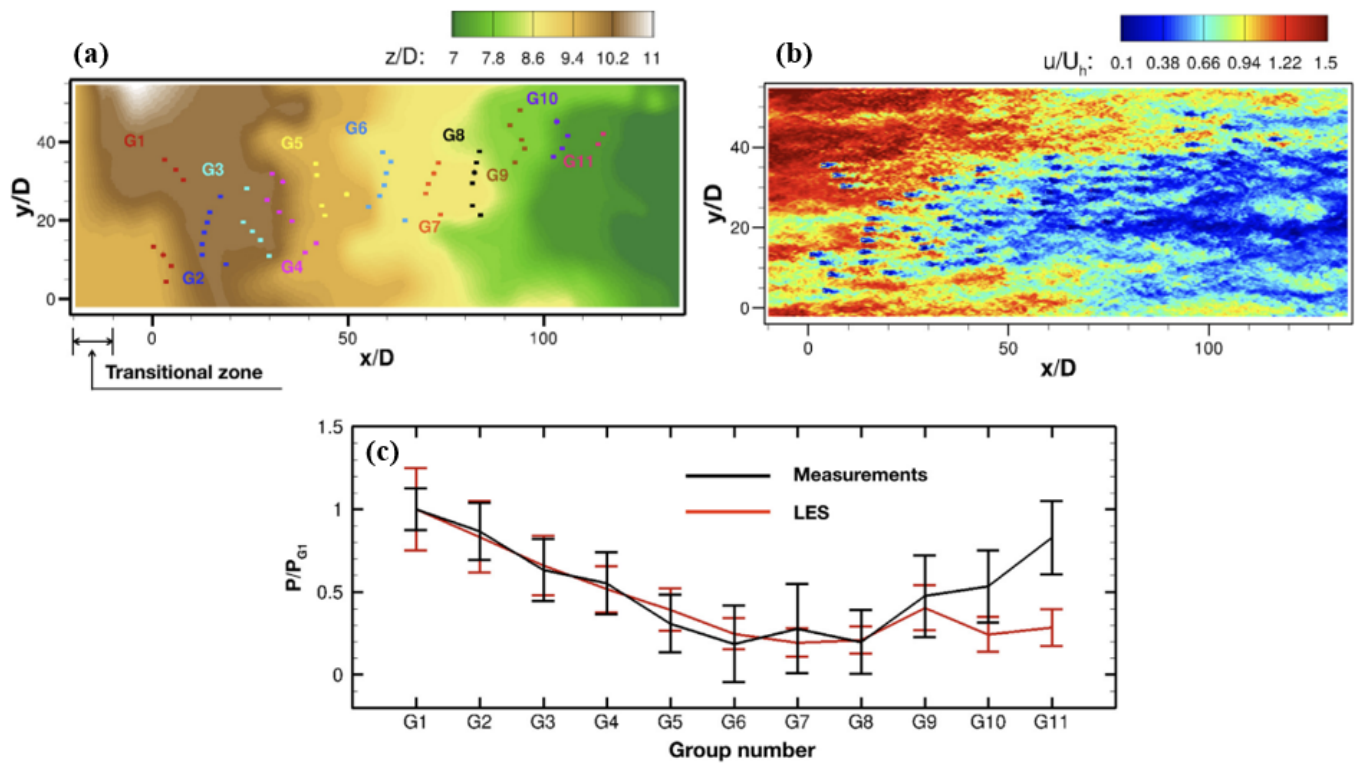 (a)
z/D: 7 7.8 8.6 9.4 10.2 11
G10
G1
G5
G6
G8
G3
G11
G9
G7
G2
G4
40
20
0
y/D
0 50 100
x/D
Transitional zone
(b)
u/Uh: 0.1 0.38 0.66 0.94 1.22 1.5
40
20
0
y/D
0 50 100
x/D
(c)
Measurements
LES
1.5
1
0.5
0
P/PG1
G1 G2 G3 G4 G5 G6 G7 G8 G9 G10 G11
Group number